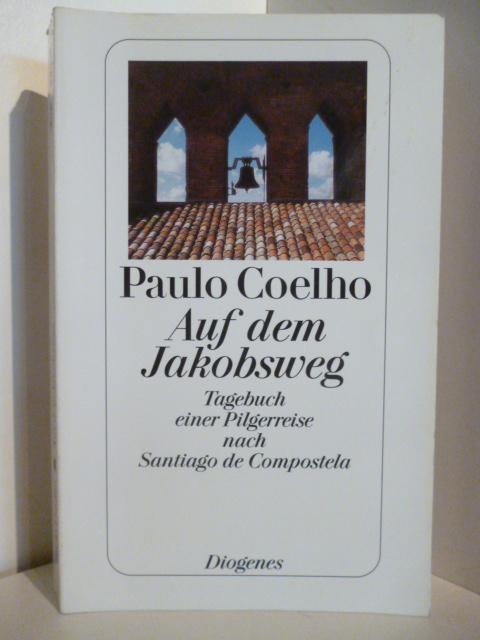 Paulo Coelho
Auf dem
Jakobsweg
Tagebuch
einer Pilgerreise
nach
Santiago de Compostela
Diogenes